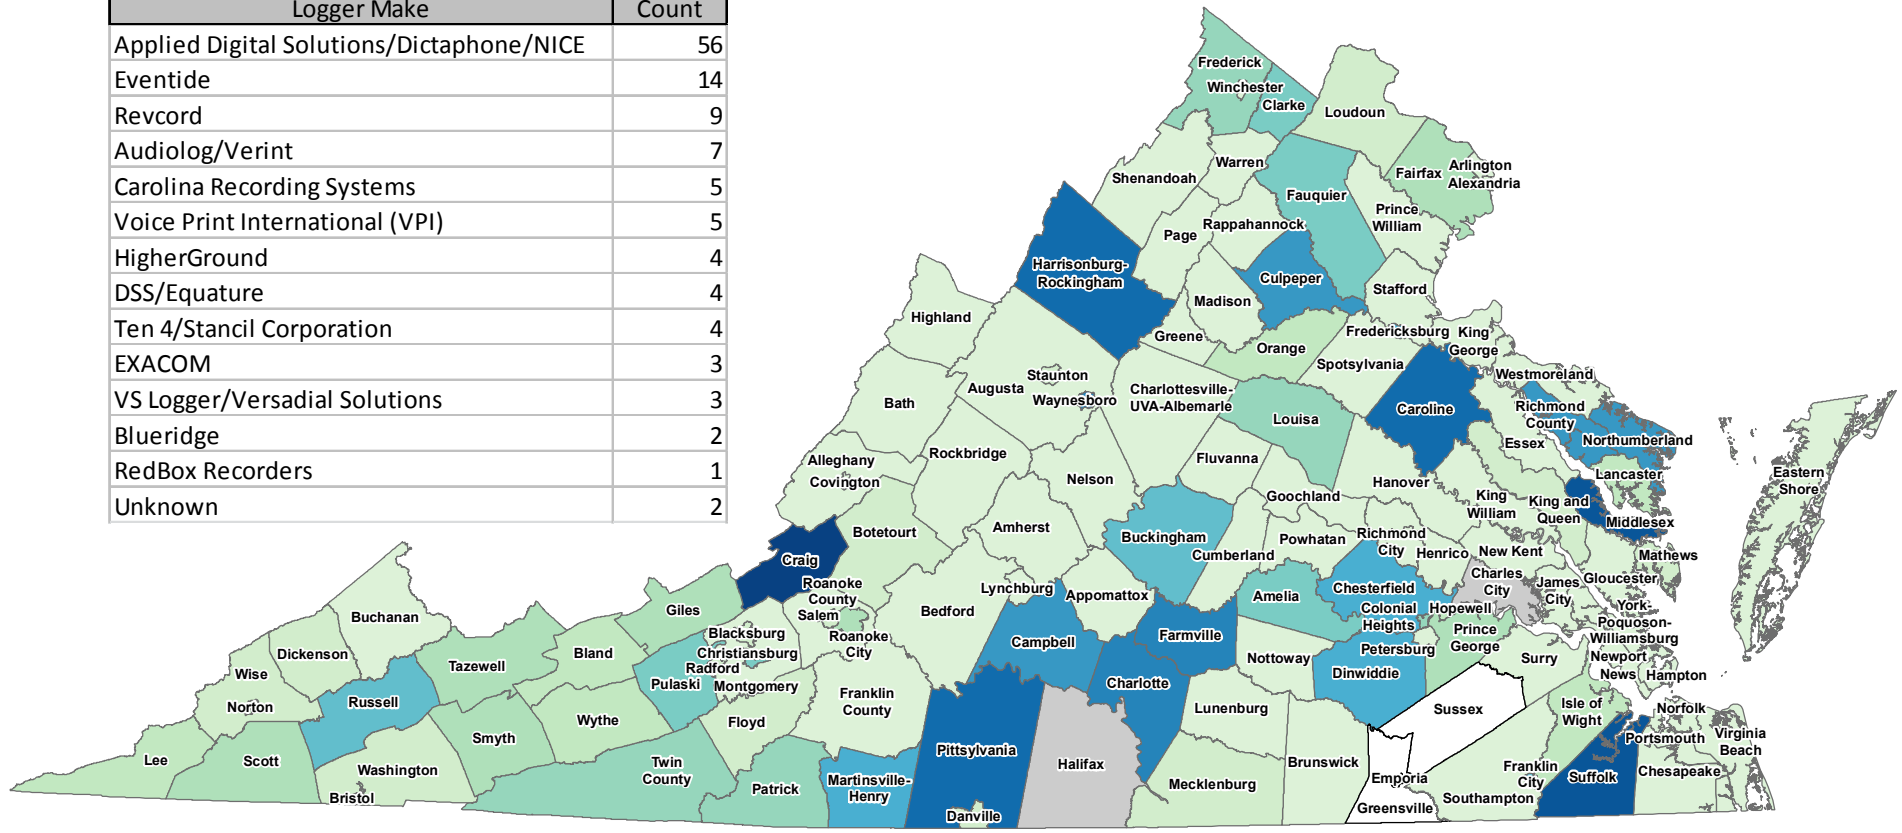 Logger Make Count
Applied Digital Solutions/Dictaphone/NICE 56
Eventide 14
Revcord 9
Audiolog/Verint 7
Carolina Recording Systems 5
Voice Print International (VPI) 5
HigherGround 4
DSS/Equature 4
Ten 4/Stancil Corporation 4
EXACOM 3
VS Logger/Versadial Solutions 3
Blueridge 2
RedBox Recorders 1
Unknown 2
Frederick
Winchester
Clarke
Loudoun
Warren
Shenandoah
Fairfax
Arlington
Alexandria
Fauquier
Prince
William
Rappahannock
Page
Harrisonburg-
Rockingham
Culpeper
Stafford
Madison
Highland
Greene
Orange
Fredericksburg
King
George
Spotsylvania
Westmoreland
Staunton
Augusta
Waynesboro
Charlottesville-
UVA-Albemarle
Bath
Louisa
Caroline
Richmond
County
Essex
Northumberland
Lancaster
Eastern
Shore
Alleghany
Covington
Rockbridge
Nelson
Fluvanna
Goochland
Hanover
King
William
King and
Queen
Middlesex
Mathews
Botetourt
Amherst
Buckingham
Cumberland
Powhatan
Richmond
City
Henrico
New Kent
Charles
City
James
City
Gloucester
York-
Poquoson-
Williamsburg
Craig
Roanoke
County
Salem
Roanoke
City
Bedford
Lynchburg
Appomattox
Amelia
Chesterfield
Colonial
Heights
Hopewell
Prince
George
Petersburg
Surry
Newport
News
Hampton
Giles
Blacksburg
Christiansburg
Radford
Pulaski
Montgomery
Campbell
Farmville
Nottoway
Dinwiddie
Buchanan
Dickenson
Wise
Norton
Tazewell
Bland
Russell
Wythe
Smyth
Floyd
Franklin
County
Charlotte
Lunenburg
Sussex
Isle of
Wight
Norfolk
Portsmouth
Virginia
Beach
Lee
Scott
Washington
Bristol
Twin
County
Patrick
Martinsville-
Henry
Pittsylvania
Danville
Halifax
Mecklenburg
Brunswick
Emporia
Greensville
Franklin
City
Southampton
Suffolk
Chesapeake